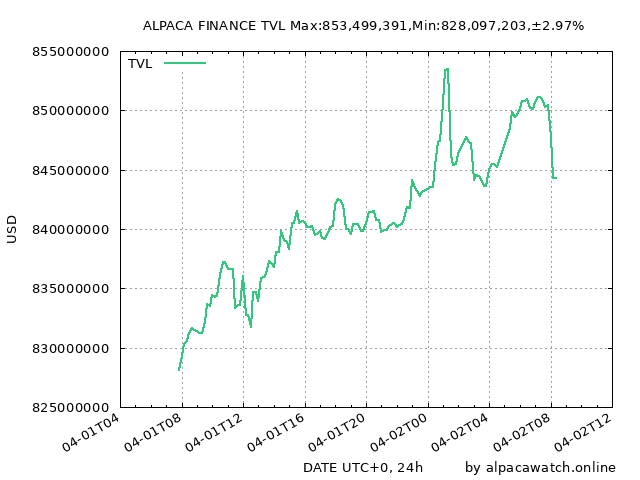 ALPACA FINANCE TVL Max:853,499,391,Min:828,097,203,±2.97%
TVL
855000000
850000000
845000000
840000000
835000000
830000000
825000000
USD
04-01T04
04-01T08
04-01T12
04-01T16
04-01T20
04-02T00
04-02T04
04-02T08
04-02T12
DATE UTC+0, 24h
by alpacawatch.online